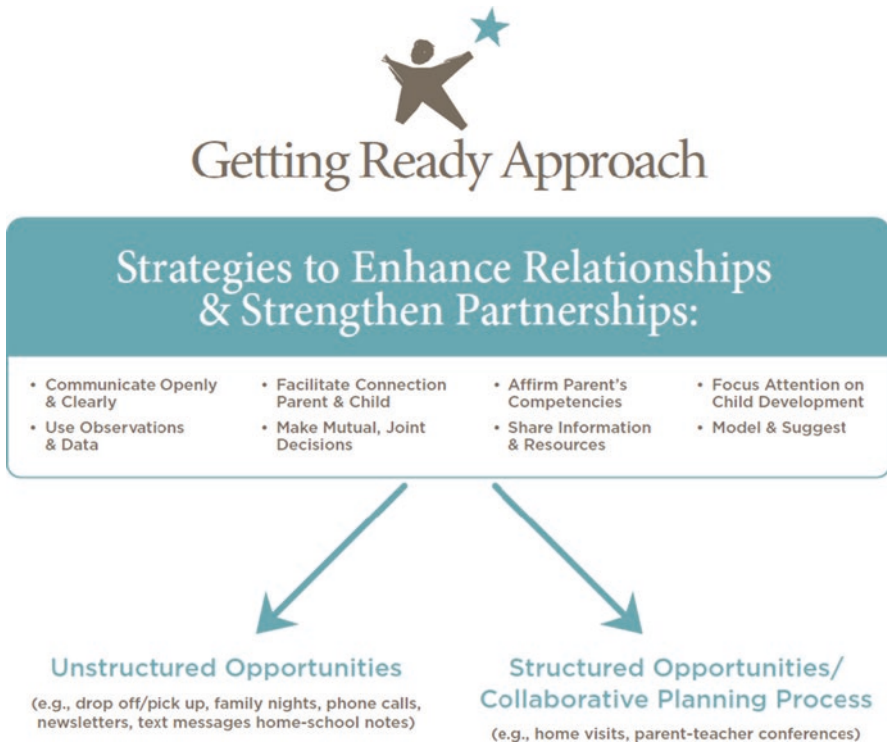 Getting Ready Approach
Strategies to Enhance Relationships
& Strengthen Partnerships:
• Communicate Openly
& Clearly
• Use Observations
& Data
• Facilitate Connection
Parent & Child
• Make Mutual, Joint
Decisions
• Affirm Parent's
Competencies
• Share Information
& Resources
• Focus Attention on
Child Development
• Model & Suggest
Unstructured Opportunities
(e.g., drop off/pick up, family nights, phone calls,
newsletters, text messages home-school notes)
Structured Opportunities/
Collaborative Planning Process
(e.g., home visits, parent-teacher conferences)